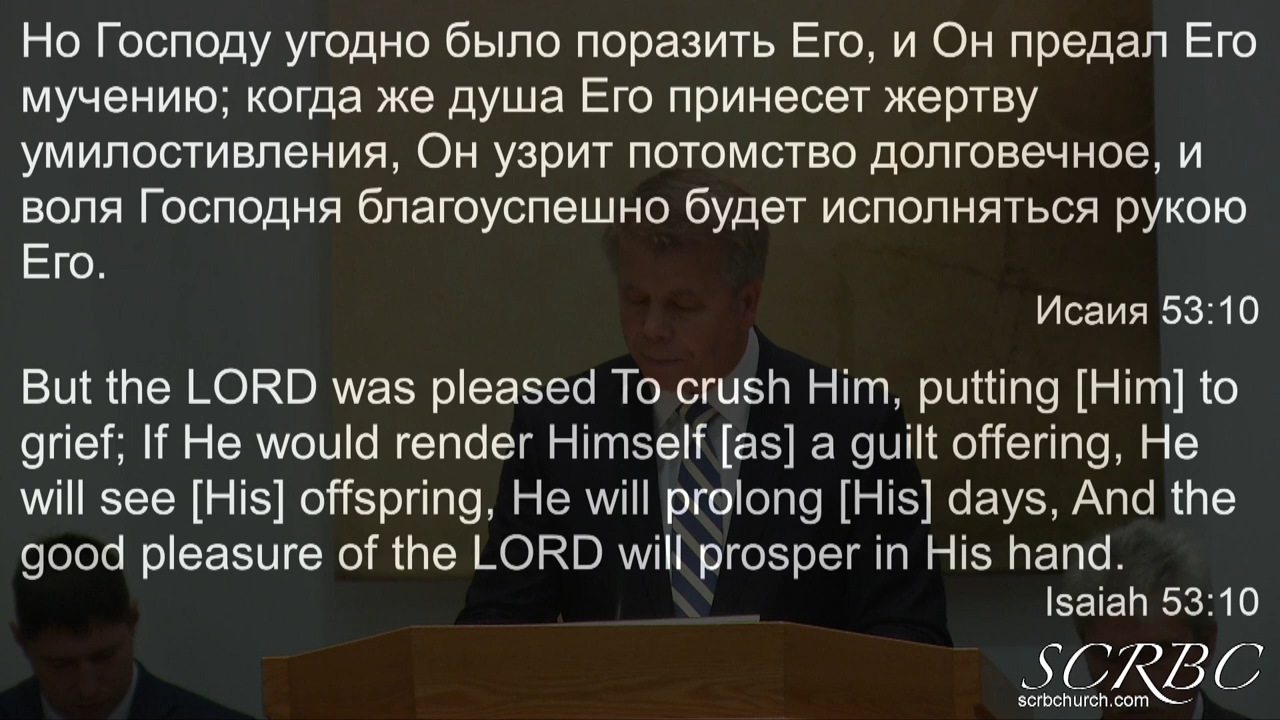 Но Господу угодно было поразить Его, и Он предал Его
мучению; когда же душа Его принесет жертву
умилостивления, Он узрит потомство долговечное, и
воля Господня благоуспешно будет исполняться рукою
Его.
Исаия 53:10
But the LORD was pleased To crush Him, putting [Him] to
grief; If He would render Himself [as] a guilt offering, He
will see [His] offspring, He will prolong [His] days, And the
good pleasure of the LORD will prosper in His hand.
Isaiah 53:10
SCRBC
scrbchurch.com